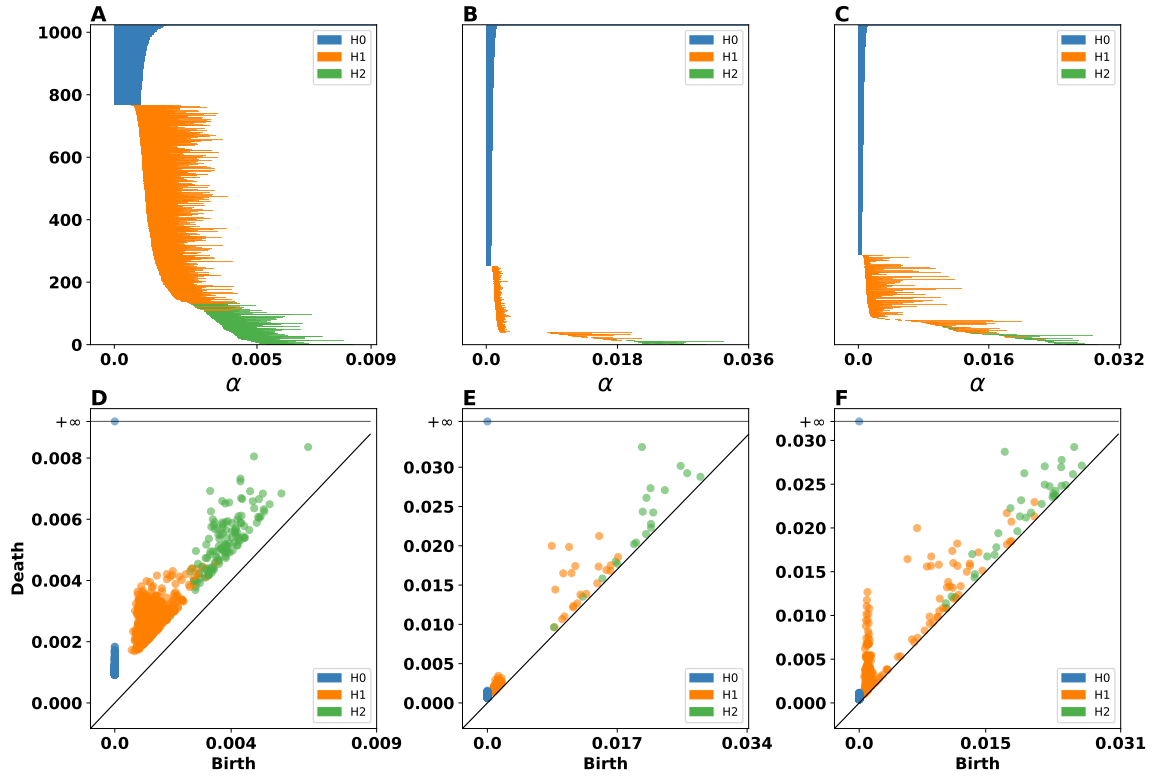 A
B
C
1000
800
600
400
200
0
H0
H1
H2
H0
H1
H2
H0
H1
H2
0.0
0.005
0.009
0.0
0.018
0.036
0.0
0.016
0.032
α
α
α
D
E
F
+∞
0.008
0.006
0.004
0.002
0.000
Death
H0
H1
H2
0.0
0.004
0.009
Birth
+∞
0.030
0.025
0.020
0.015
0.010
0.005
0.000
H0
H1
H2
0.0
0.017
0.034
Birth
+∞
0.030
0.025
0.020
0.015
0.010
0.005
0.000
H0
H1
H2
0.0
0.015
0.031
Birth